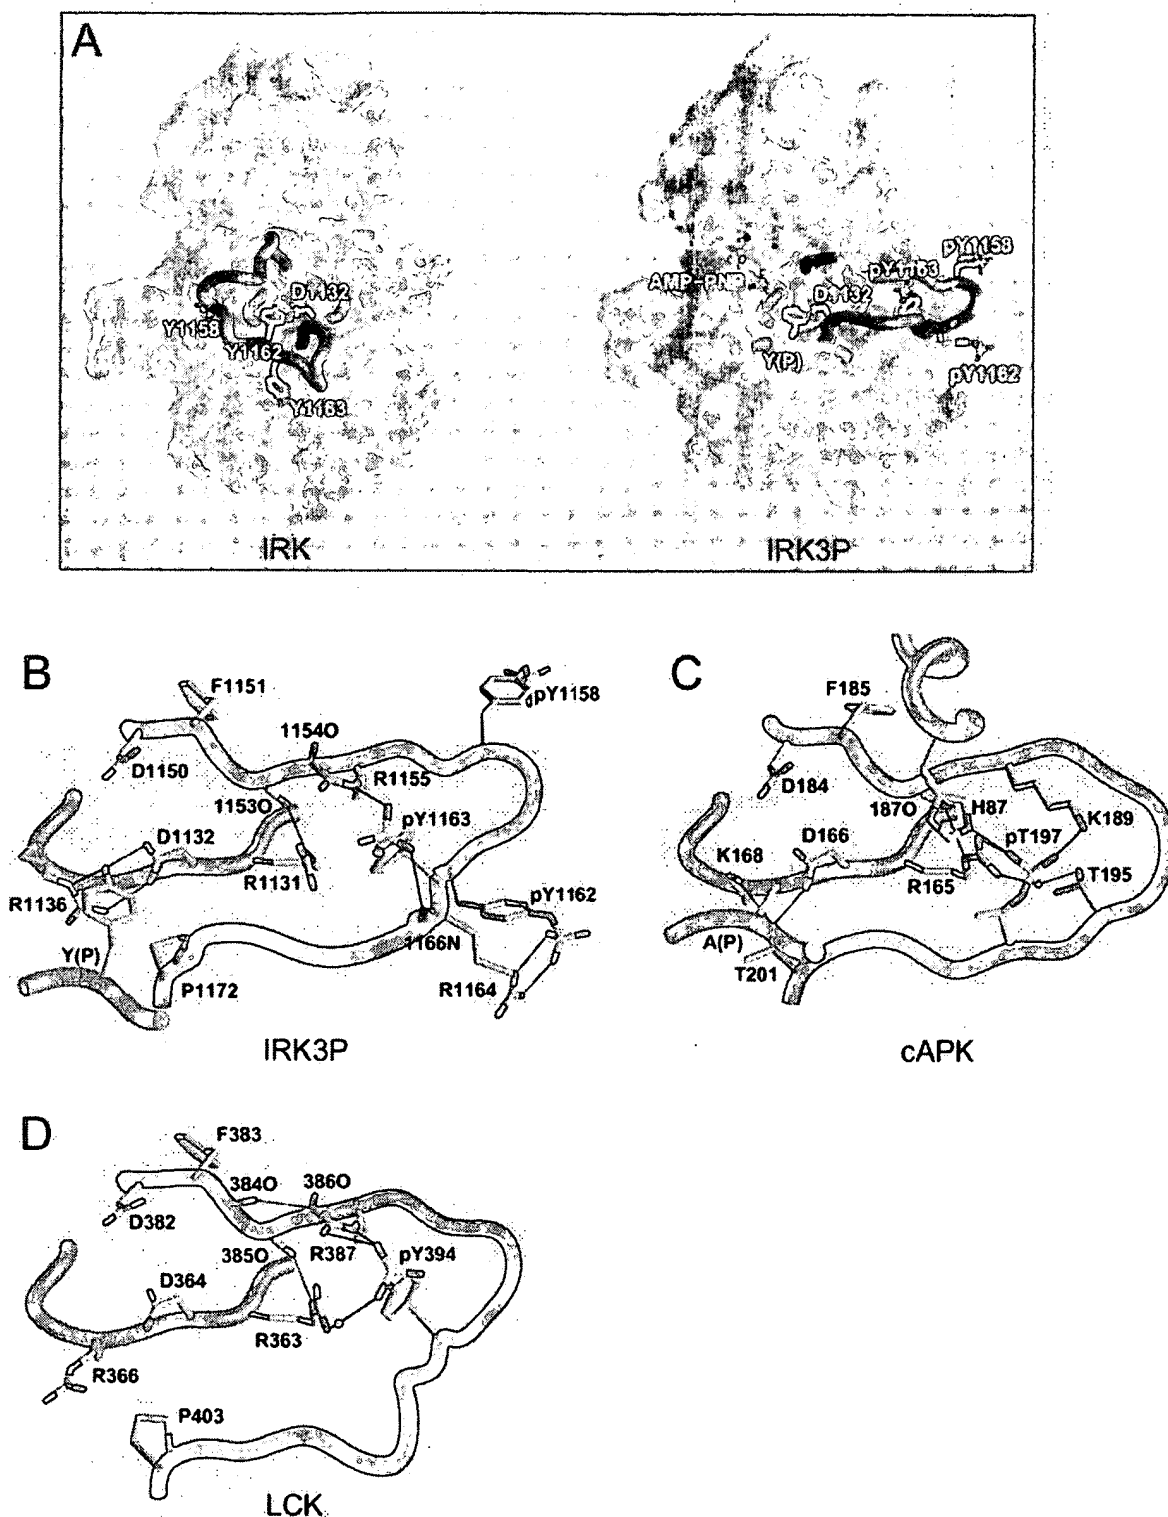 A
D1132
Y1158
Y1162
Y1163
IRK
pY1158
pY1163
AMP-PNP
D1132
Y(P)
pY1162
IRK3P
B
F1151
pY1158
1154O
D1150
R1155
1153O
pY1163
D1132
R1131
R1136
pY1162
1166N
Y(P)
P1172
R1164
IRK3P
C
F185
D184
187O
H87
K189
D166
pT197
K168
R165
T195
A(P)
T201
cAPK
D
F383
384O
386O
D382
385O
R387
pY394
D364
R363
R366
P403
LCK